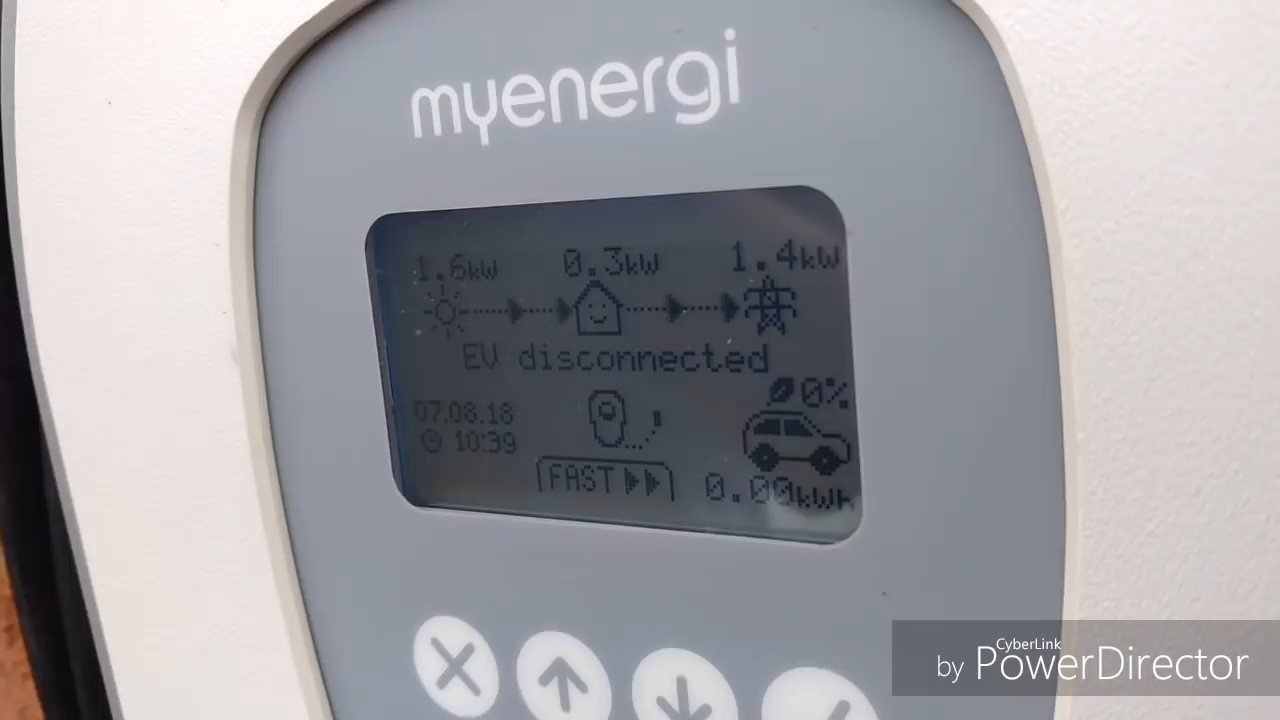 myenergi
1.6kW 0.3kW 1.4kW
EV disconnected
0%
07.08.18
10:39
FAST
0.00kWh
by CyberLink PowerDirector